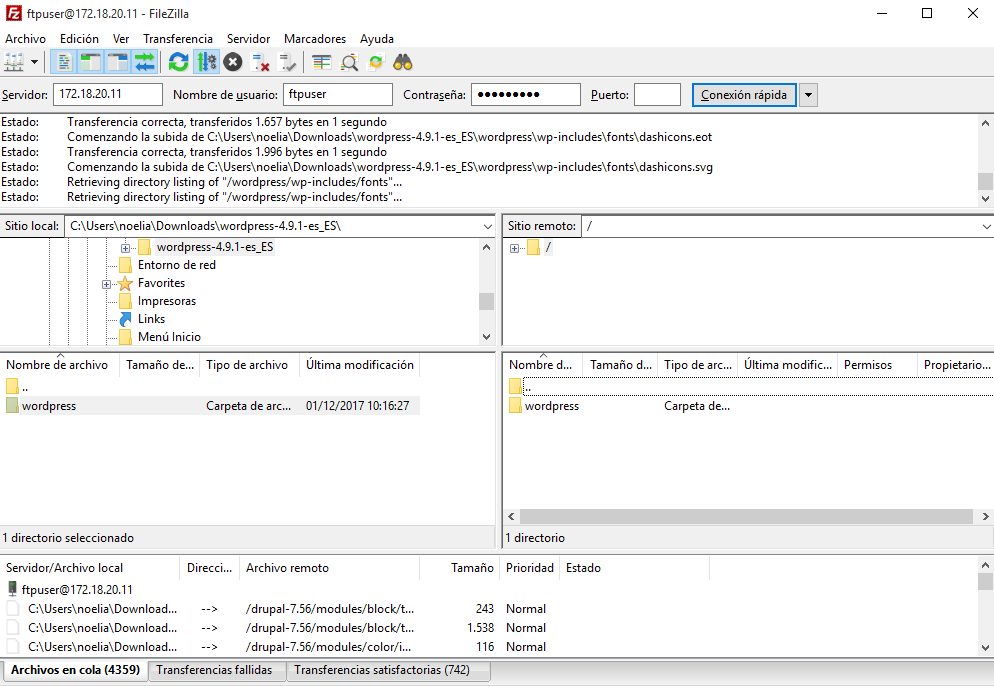 ftpuser@172.18.20.11 - FileZilla
Archivo Edición Ver Transferencia Servidor Marcadores Ayuda
Servidor: 172.18.20.11 Nombre de usuario: ftpuser Contraseña: ●●●●●●●●● Puerto: Conexión rápida
Estado: Transferencia correcta, transferidos 1.657 bytes en 1 segundo
Estado: Comenzando la subida de C:\Users\noelia\Downloads\wordpress-4.9.1-es_ES\wordpress\wp-includes\fonts\dashicons.eot
Estado: Transferencia correcta, transferidos 1.996 bytes en 1 segundo
Estado: Comenzando la subida de C:\Users\noelia\Downloads\wordpress-4.9.1-es_ES\wordpress\wp-includes\fonts\dashicons.svg
Estado: Retrieving directory listing of "/wordpress/wp-includes/fonts"...
Estado: Retrieving directory listing of "/wordpress/wp-includes/fonts"...
Sitio local: C:\Users\noelia\Downloads\wordpress-4.9.1-es_ES\
wordpress-4.9.1-es_ES
Entorno de red
Favorites
Impresoras
Links
Menú Inicio
Sitio remoto: /
/
Nombre de archivo Tamaño de... Tipo de archivo Última modificación
..
wordpress Carpeta de arc... 01/12/2017 10:16:27
1 directorio seleccionado
Nombre d... Tamaño d... Tipo de arc... Última modific... Permisos Propietario...
..
wordpress Carpeta de...
1 directorio
Servidor/Archivo local Direcci... Archivo remoto Tamaño Prioridad Estado
ftpuser@172.18.20.11
C:\Users\noelia\Download... --> /drupal-7.56/modules/block/t... 243 Normal
C:\Users\noelia\Download... --> /drupal-7.56/modules/block/t... 1.538 Normal
C:\Users\noelia\Download... --> /drupal-7.56/modules/color/i... 116 Normal
Archivos en cola (4359) Transferencias fallidas Transferencias satisfactorias (742)